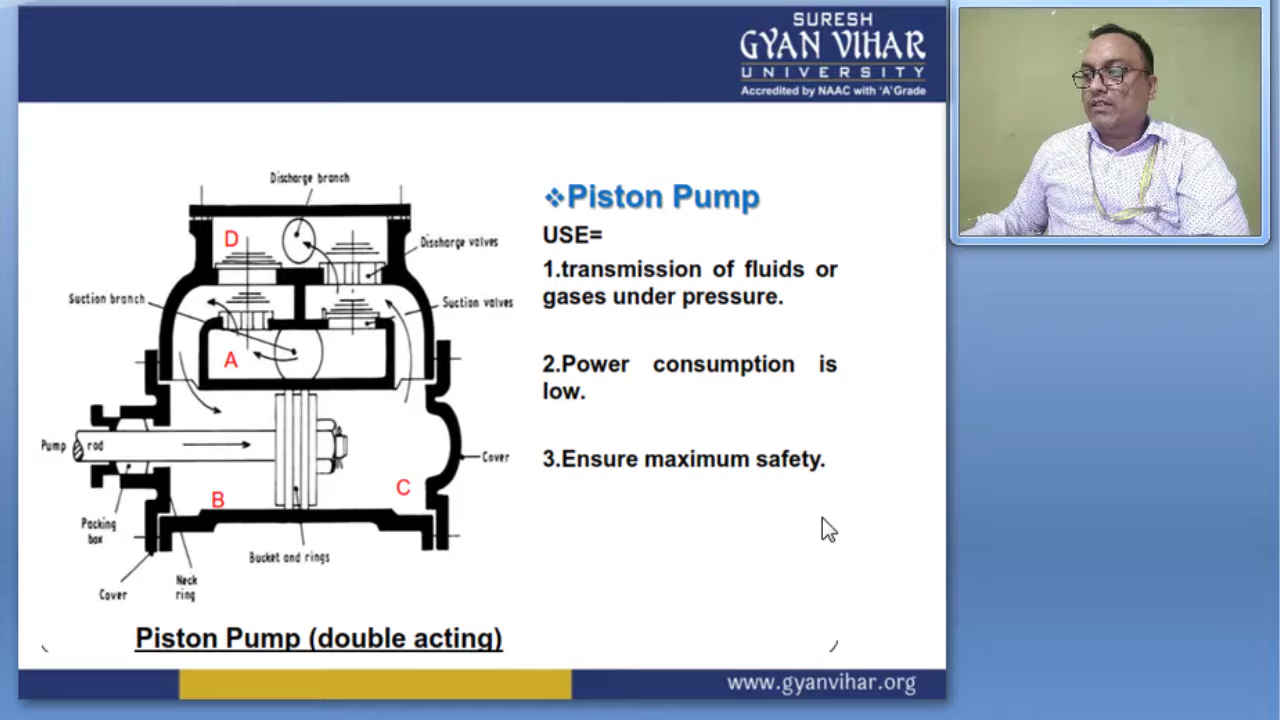 SURESH
GYAN VIHAR
UNIVERSITY
Accredited by NAAC with 'A' Grade
Discharge branch
D
Discharge valves
Suction branch
Suction valves
A
Pump rod
Cover
B
C
Packing
box
Bucket and rings
Neck
ring
Cover
Piston Pump (double acting)
❖Piston Pump
USE=
1.transmission of fluids or
gases under pressure.
2.Power consumption is
low.
3.Ensure maximum safety.
www.gyanvihar.org